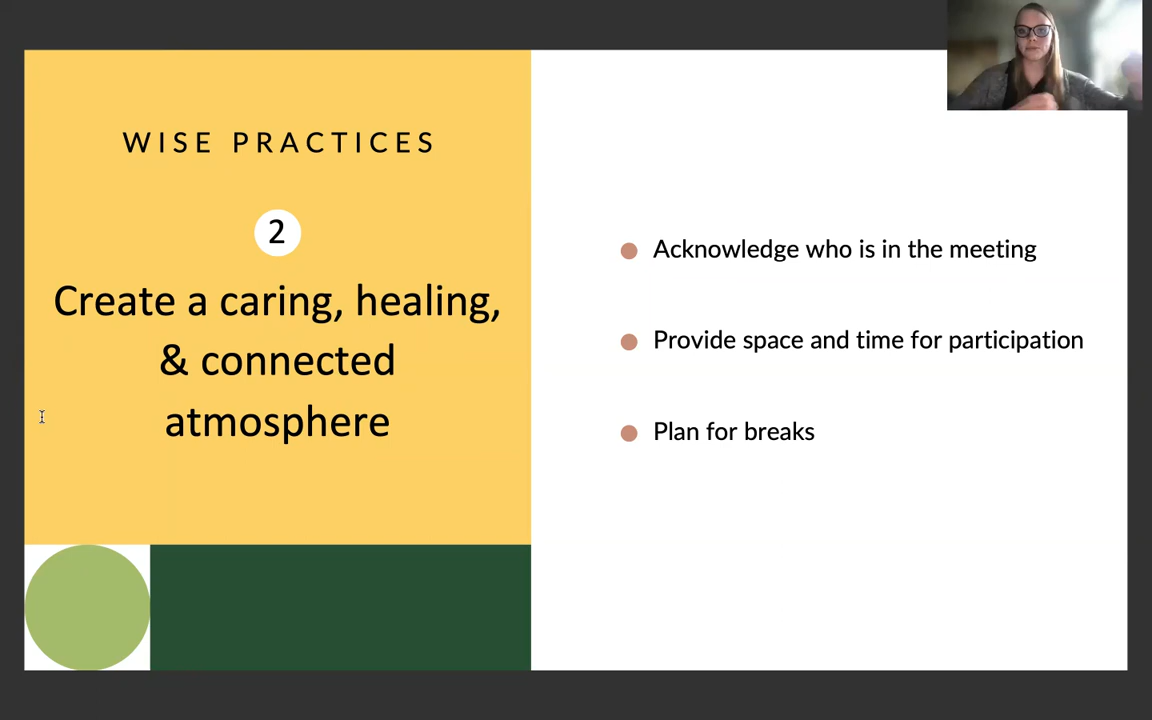 WISE PRACTICES
2
Create a caring, healing,
& connected
atmosphere
Acknowledge who is in the meeting
Provide space and time for participation
Plan for breaks